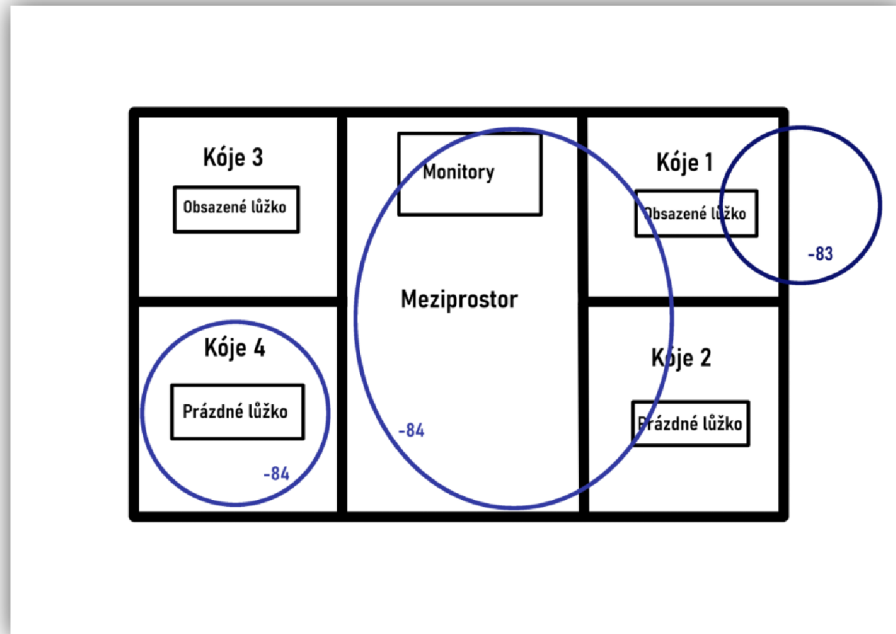 Kóje 3
Obsazené lůžko
Monitory
Kóje 1
Obsazené lůžko
-83
Meziprostor
Kóje 4
Prázdné lůžko
-84
-84
Kóje 2
Prázdné lůžko